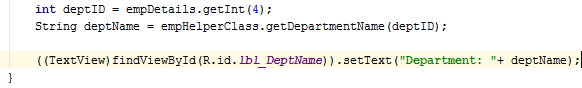 int deptID = empDetails.getInt(4);
String deptName = empHelperClass.getDepartmentName(deptID);
((TextView)findViewById(R.id.lbl_DeptName)).setText("Department: "+ deptName);
}